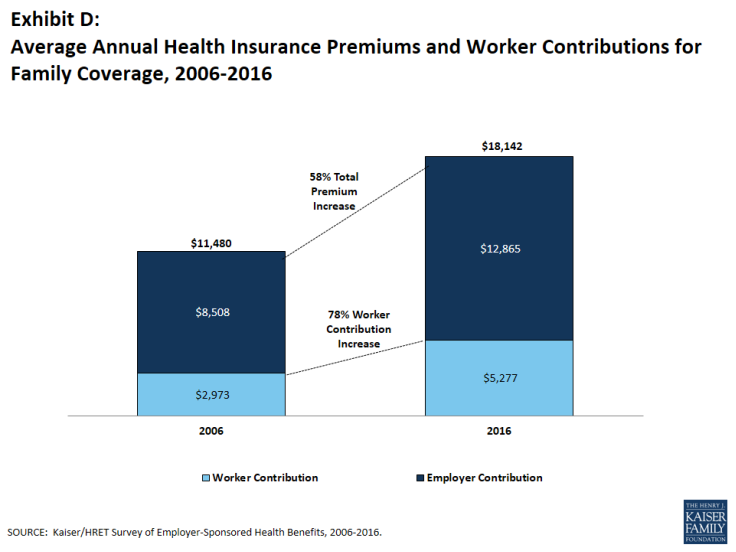 Exhibit D:
Average Annual Health Insurance Premiums and Worker Contributions for
Family Coverage, 2006-2016
$18,142
58% Total
Premium
Increase
$11,480
$12,865
$8,508
78% Worker
Contribution
Increase
$5,277
$2,973
2006
2016
Worker Contribution
Employer Contribution
THE HENRY J.
KAISER
FAMILY
FOUNDATION
SOURCE: Kaiser/HRET Survey of Employer-Sponsored Health Benefits, 2006-2016.